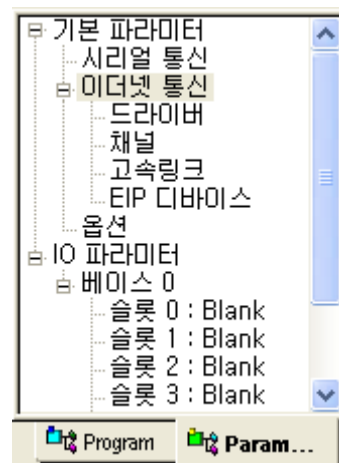 기본 파라미터
시리얼 통신
이더넷 통신
드라이버
채널
고속링크
EIP 디바이스
옵션
IO 파라미터
베이스 0
슬롯 0 : Blank
슬롯 1 : Blank
슬롯 2 : Blank
슬롯 3 : Blank
Program Param...